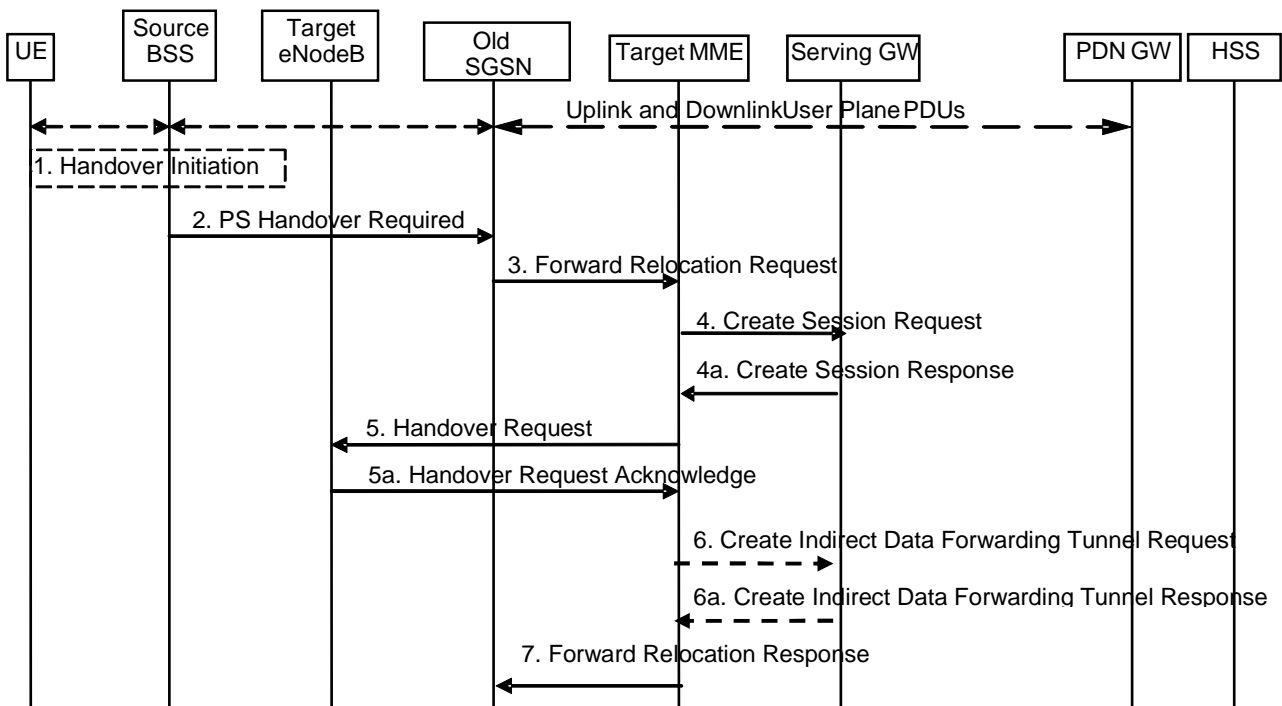 UE
Source
BSS
Target
eNodeB
Old
SGSN
Target MME
Serving GW
PDN GW
HSS
Uplink and DownlinkUser Plane PDUs
1. Handover Initiation
2. PS Handover Required
3. Forward Relocation Request
4. Create Session Request
4a. Create Session Response
5. Handover Request
5a. Handover Request Acknowledge
6. Create Indirect Data Forwarding Tunnel Request
6a. Create Indirect Data Forwarding Tunnel Response
7. Forward Relocation Response